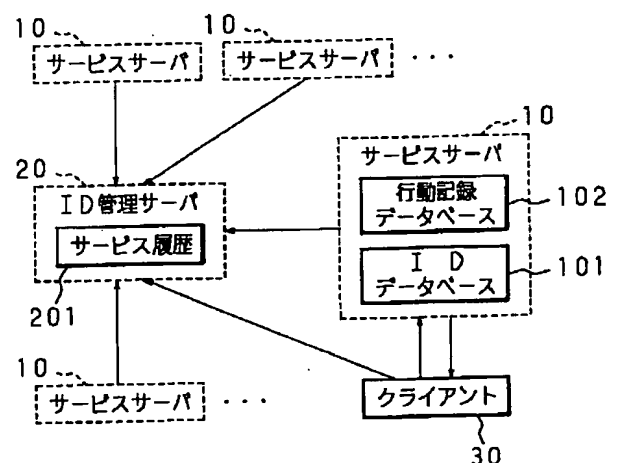 10
サービスサーバ
10
サービスサーバ
・・・
10
サービスサーバ
行動記録
データベース
102
I D
データベース
101
20
ID管理サーバ
サービス履歴
201
10
サービスサーバ
・・・
クライアント
30